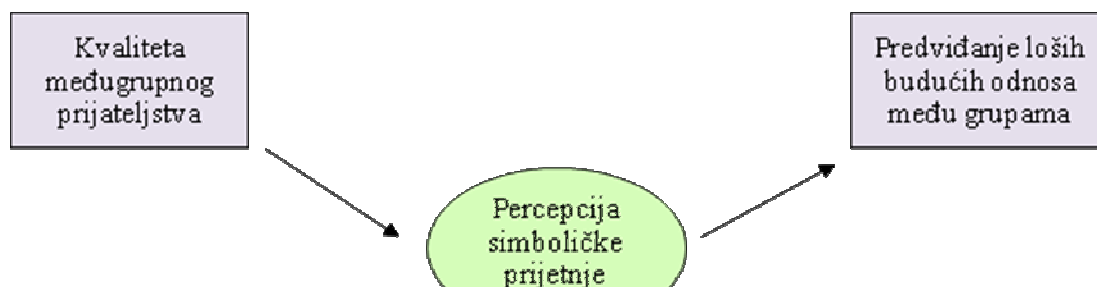 Kvaliteta
međugrupnog
prijateljstva
Predviđanje loših
budućih odnosa
među grupama
Percepcija
simboličke
prijetnje